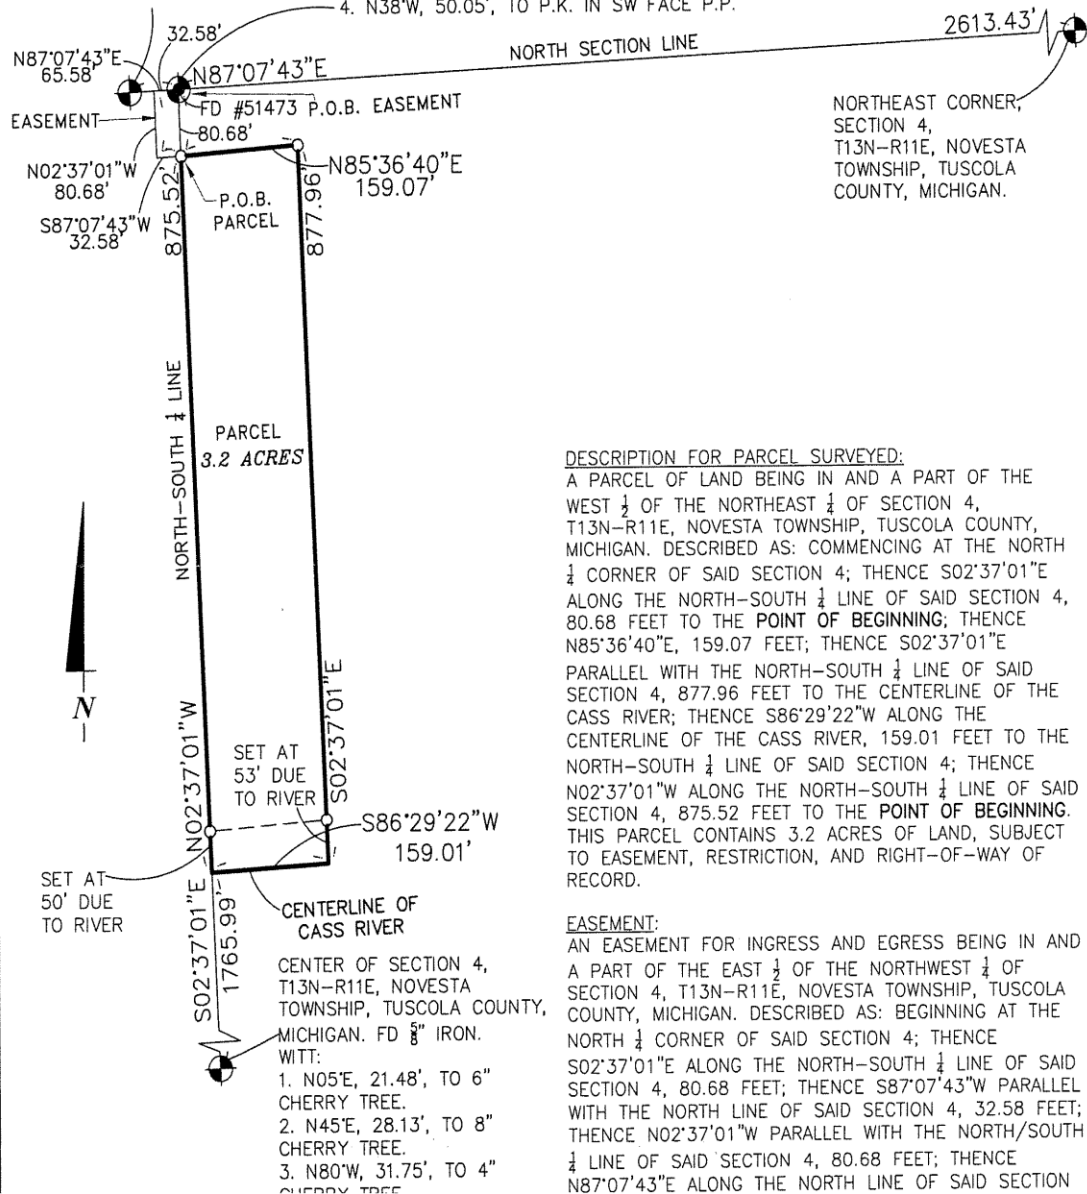 4. N38°W, 50.05', TO P.K. IN SW FACE P.P.
32.58'
N87°07'43"E
65.58'
N87°07'43"E
NORTH SECTION LINE
2613.43'
FD #51473 P.O.B. EASEMENT
EASEMENT
80.68'
N02°37'01"W
80.68'
S87°07'43"W
32.58'
N85°36'40"E
159.07'
P.O.B.
PARCEL
875.52'
877.96'
NORTHEAST CORNER,
SECTION 4,
T13N-R11E, NOVESTA
TOWNSHIP, TUSCOLA
COUNTY, MICHIGAN.
NORTH-SOUTH ¼ LINE
PARCEL
3.2 ACRES
N
N02°37'01"W
S02°37'01"E
SET AT
53' DUE
TO RIVER
S86°29'22"W
159.01'
SET AT
50' DUE
TO RIVER
CENTERLINE OF
CASS RIVER
S02°37'01"E
1765.99'
CENTER OF SECTION 4,
T13N-R11E, NOVESTA
TOWNSHIP, TUSCOLA COUNTY,
MICHIGAN. FD ⅝" IRON.
WITT:
1. N05°E, 21.48', TO 6"
CHERRY TREE.
2. N45°E, 28.13', TO 8"
CHERRY TREE.
3. N80°W, 31.75', TO 4"
CHERRY TREE
DESCRIPTION FOR PARCEL SURVEYED:
A PARCEL OF LAND BEING IN AND A PART OF THE
WEST ½ OF THE NORTHEAST ¼ OF SECTION 4,
T13N-R11E, NOVESTA TOWNSHIP, TUSCOLA COUNTY,
MICHIGAN. DESCRIBED AS: COMMENCING AT THE NORTH
¼ CORNER OF SAID SECTION 4; THENCE S02°37'01"E
ALONG THE NORTH-SOUTH ¼ LINE OF SAID SECTION 4,
80.68 FEET TO THE POINT OF BEGINNING; THENCE
N85°36'40"E, 159.07 FEET; THENCE S02°37'01"E
PARALLEL WITH THE NORTH-SOUTH ¼ LINE OF SAID
SECTION 4, 877.96 FEET TO THE CENTERLINE OF THE
CASS RIVER; THENCE S86°29'22"W ALONG THE
CENTERLINE OF THE CASS RIVER, 159.01 FEET TO THE
NORTH-SOUTH ¼ LINE OF SAID SECTION 4; THENCE
N02°37'01"W ALONG THE NORTH-SOUTH ¼ LINE OF SAID
SECTION 4, 875.52 FEET TO THE POINT OF BEGINNING.
THIS PARCEL CONTAINS 3.2 ACRES OF LAND, SUBJECT
TO EASEMENT, RESTRICTION, AND RIGHT-OF-WAY OF
RECORD.
EASEMENT:
AN EASEMENT FOR INGRESS AND EGRESS BEING IN AND
A PART OF THE EAST ½ OF THE NORTHWEST ¼ OF
SECTION 4, T13N-R11E, NOVESTA TOWNSHIP, TUSCOLA
COUNTY, MICHIGAN. DESCRIBED AS: BEGINNING AT THE
NORTH ¼ CORNER OF SAID SECTION 4; THENCE
S02°37'01"E ALONG THE NORTH-SOUTH ¼ LINE OF SAID
SECTION 4, 80.68 FEET; THENCE S87°07'43"W PARALLEL
WITH THE NORTH LINE OF SAID SECTION 4, 32.58 FEET;
THENCE N02°37'01"W PARALLEL WITH THE NORTH/SOUTH
¼ LINE OF SAID SECTION 4, 80.68 FEET; THENCE
N87°07'43"E ALONG THE NORTH LINE OF SAID SECTION